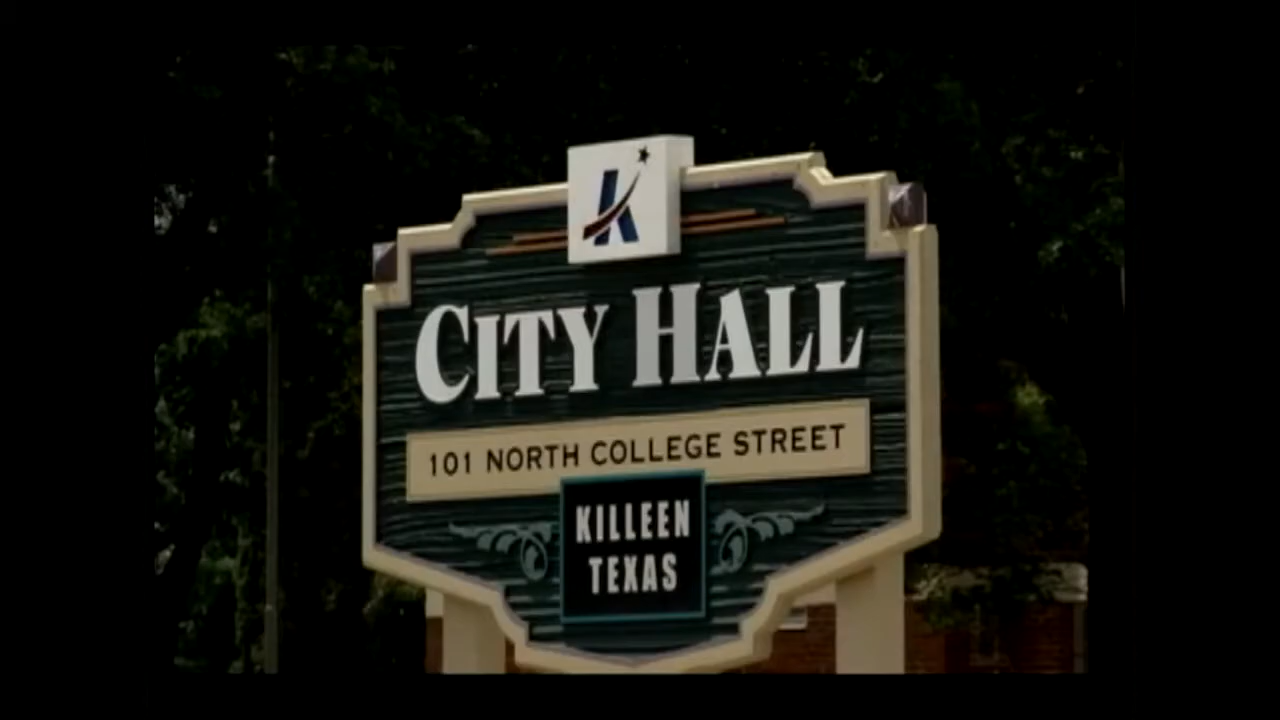 K
CITY HALL
101 NORTH COLLEGE STREET
KILLEEN
TEXAS